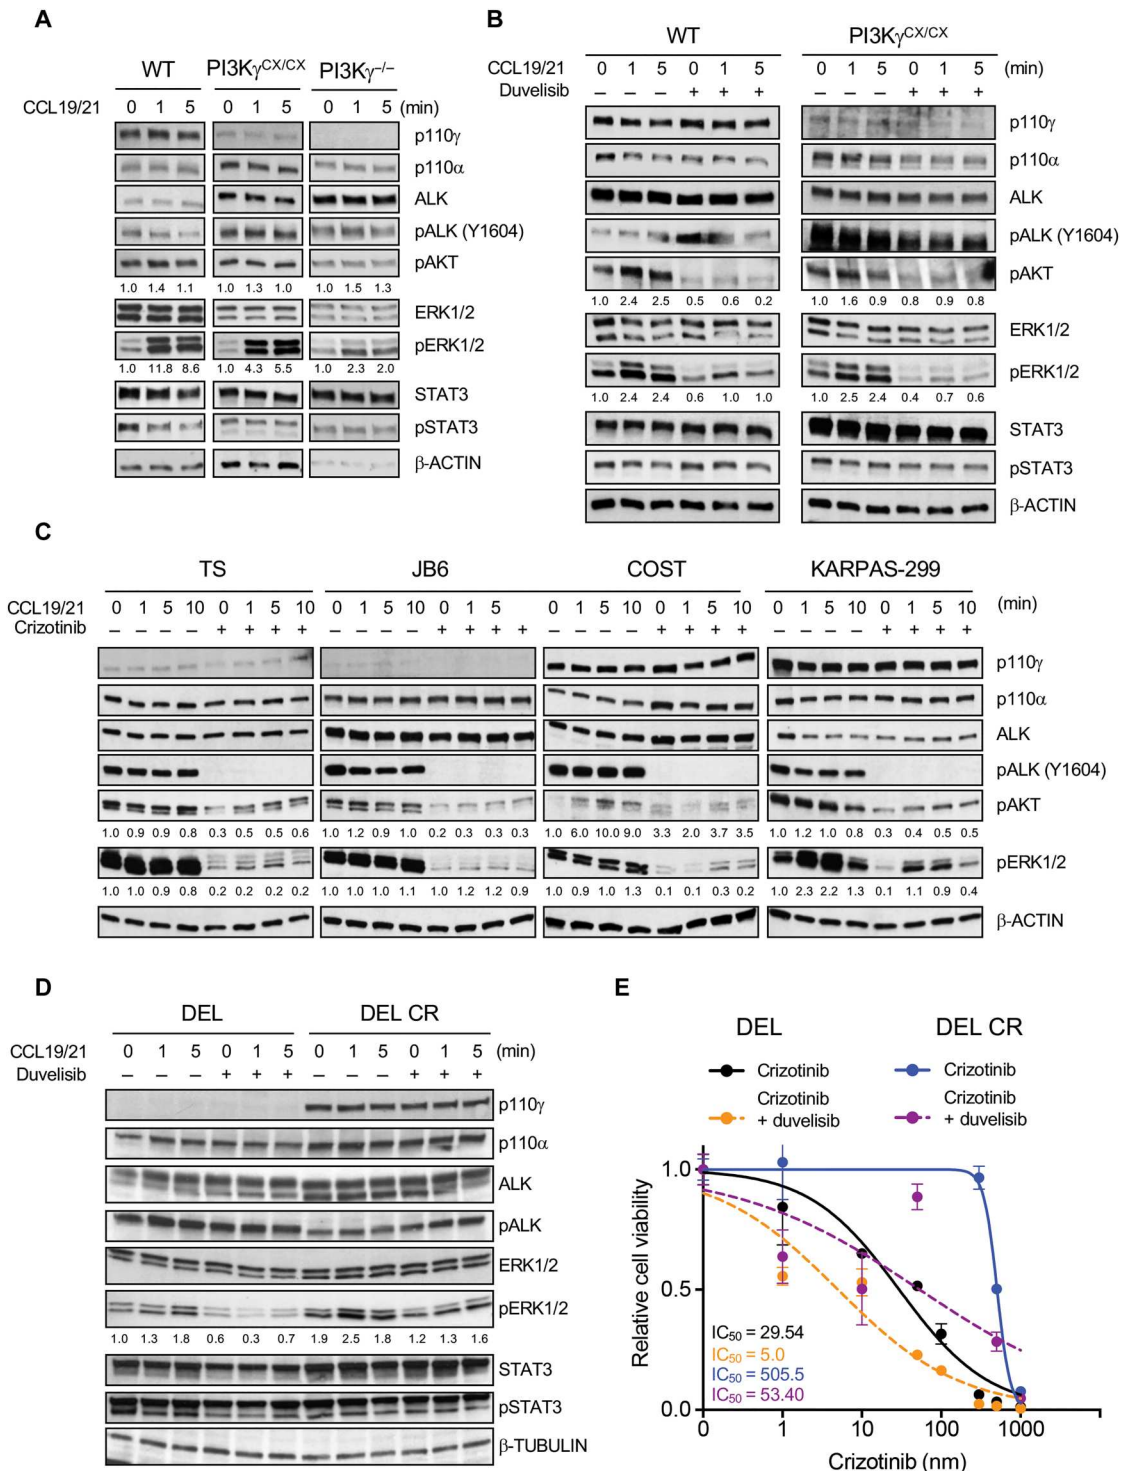 A
WT PI3KγCX/CX PI3Kγ−/−
CCL19/21 0 1 5 0 1 5 0 1 5 (min)
p110γ
p110α
ALK
pALK (Y1604)
pAKT
1.0 1.4 1.1 1.0 1.3 1.0 1.0 1.5 1.3
ERK1/2
pERK1/2
1.0 11.8 8.6 1.0 4.3 5.5 1.0 2.3 2.0
STAT3
pSTAT3
β-ACTIN
B
WT PI3KγCX/CX
CCL19/21 0 1 5 0 1 5 0 1 5 0 1 5 (min)
Duvelisib – – – + + + – – – + + +
p110γ
p110α
ALK
pALK (Y1604)
pAKT
1.0 2.4 2.5 0.5 0.6 0.2 1.0 1.6 0.9 0.8 0.9 0.8
ERK1/2
pERK1/2
1.0 2.4 2.4 0.6 1.0 1.0 1.0 2.5 2.4 0.4 0.7 0.6
STAT3
pSTAT3
β-ACTIN
C
TS JB6 COST KARPAS-299
CCL19/21 0 1 5 10 0 1 5 10 0 1 5 10 0 1 5 0 1 5 10 0 1 5 10 0 1 5 10 0 1 5 10 (min)
Crizotinib – – – – + + + + – – – – + + + + – – – – + + + + – – – – + + + +
p110γ
p110α
ALK
pALK (Y1604)
pAKT
1.0 0.9 0.9 0.8 0.3 0.5 0.5 0.6 1.0 1.2 0.9 1.0 0.2 0.3 0.3 0.3 1.0 6.0 10.0 9.0 3.3 2.0 3.7 3.5 1.0 1.2 1.0 0.8 0.3 0.4 0.5 0.5
pERK1/2
1.0 1.0 0.9 0.8 0.2 0.2 0.2 0.2 1.0 1.0 1.0 1.1 1.0 1.2 1.2 0.9 1.0 0.9 1.0 1.3 0.1 0.1 0.3 0.2 1.0 2.3 2.2 1.3 0.1 1.1 0.9 0.4
β-ACTIN
D
DEL DEL CR
CCL19/21 0 1 5 0 1 5 0 1 5 0 1 5 (min)
Duvelisib – – – + + + – – – + + +
p110γ
p110α
ALK
pALK
ERK1/2
pERK1/2
1.0 1.3 1.8 0.6 0.3 0.7 1.9 2.5 1.8 1.2 1.3 1.6
STAT3
pSTAT3
β-TUBULIN
E
DEL DEL CR
Crizotinib Crizotinib
Crizotinib Crizotinib
+ duvelisib + duvelisib
1.0
0.5
0.0
Relative cell viability
IC50 = 29.54
IC50 = 5.0
IC50 = 505.5
IC50 = 53.40
0 1 10 100 1000
Crizotinib (nm)